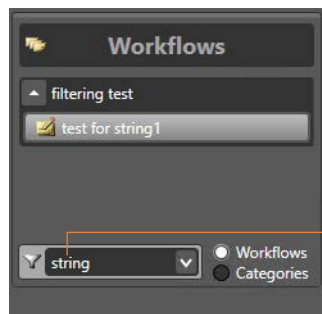 Workflows
filtering test
test for string1
string
Workflows
Categories